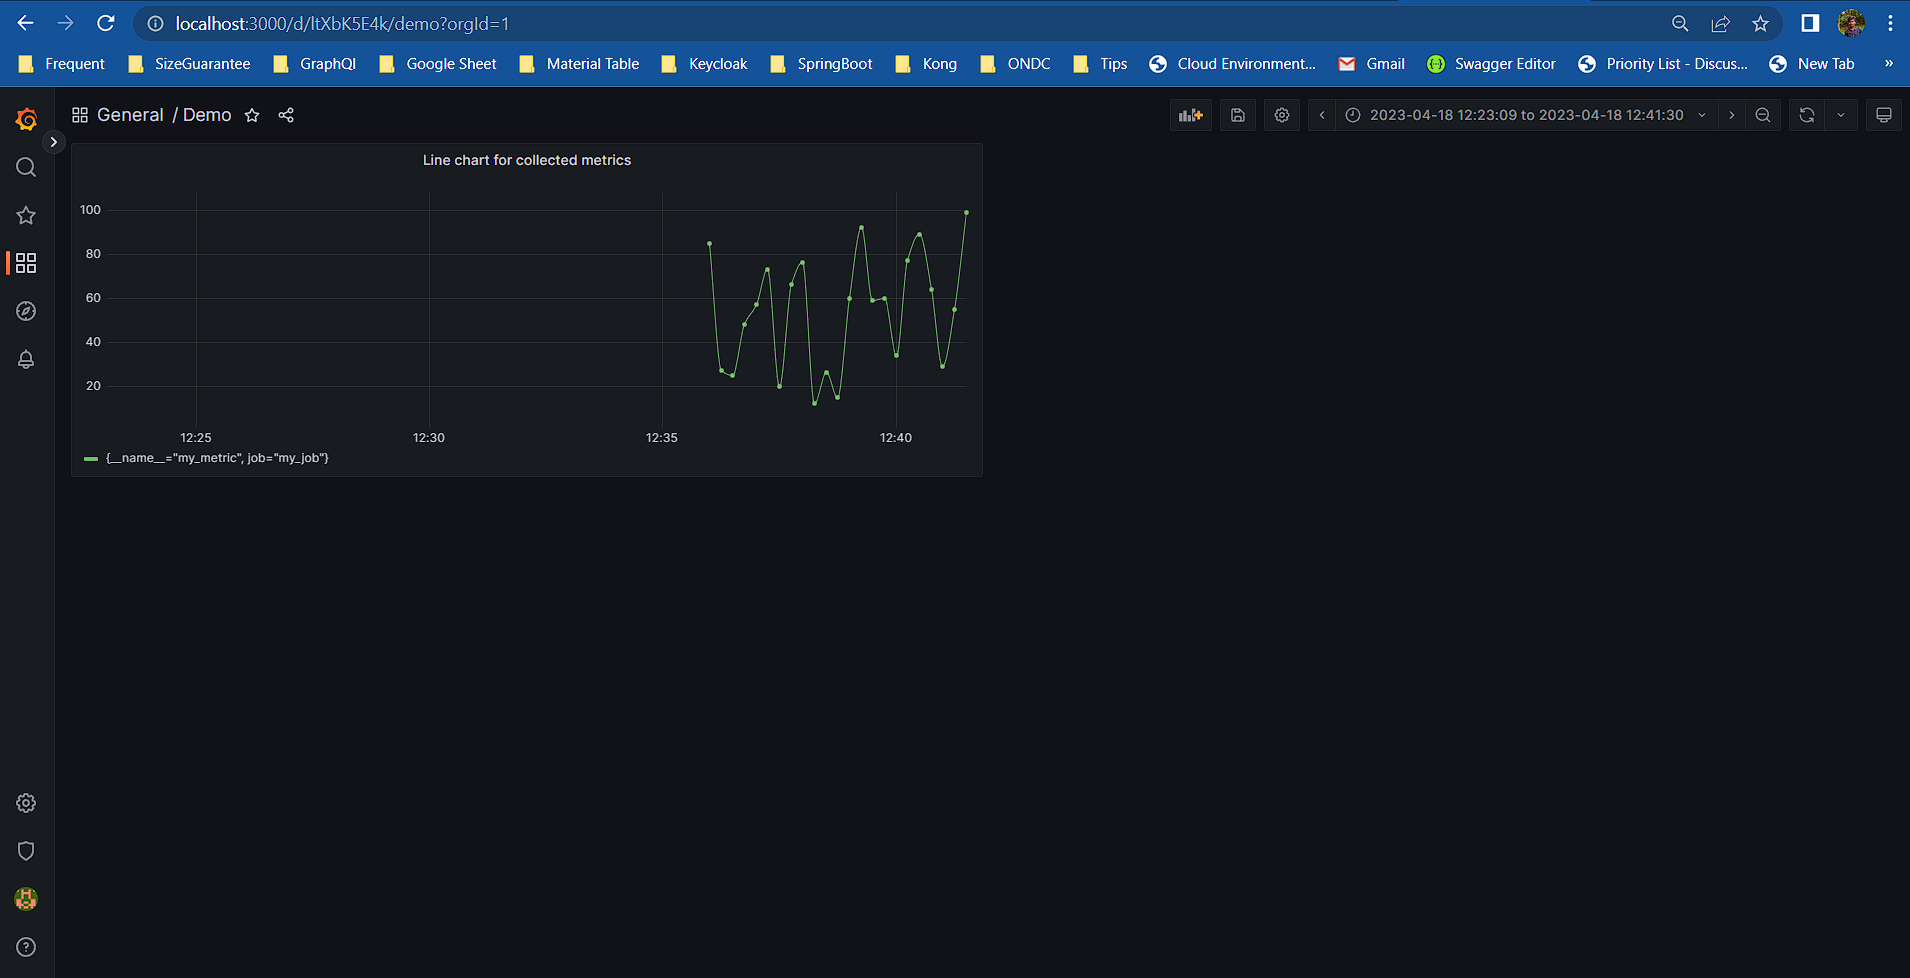 localhost:3000/d/ltXbK5E4k/demo?orgId=1
Frequent SizeGuarantee GraphQl Google Sheet Material Table Keycloak SpringBoot Kong ONDC Tips Cloud Environment... Gmail Swagger Editor Priority List - Discus... New Tab »
General / Demo 2023-04-18 12:23:09 to 2023-04-18 12:41:30
Line chart for collected metrics
100
80
60
40
20
12:25 12:30 12:35 12:40
{__name__="my_metric", job="my_job"}